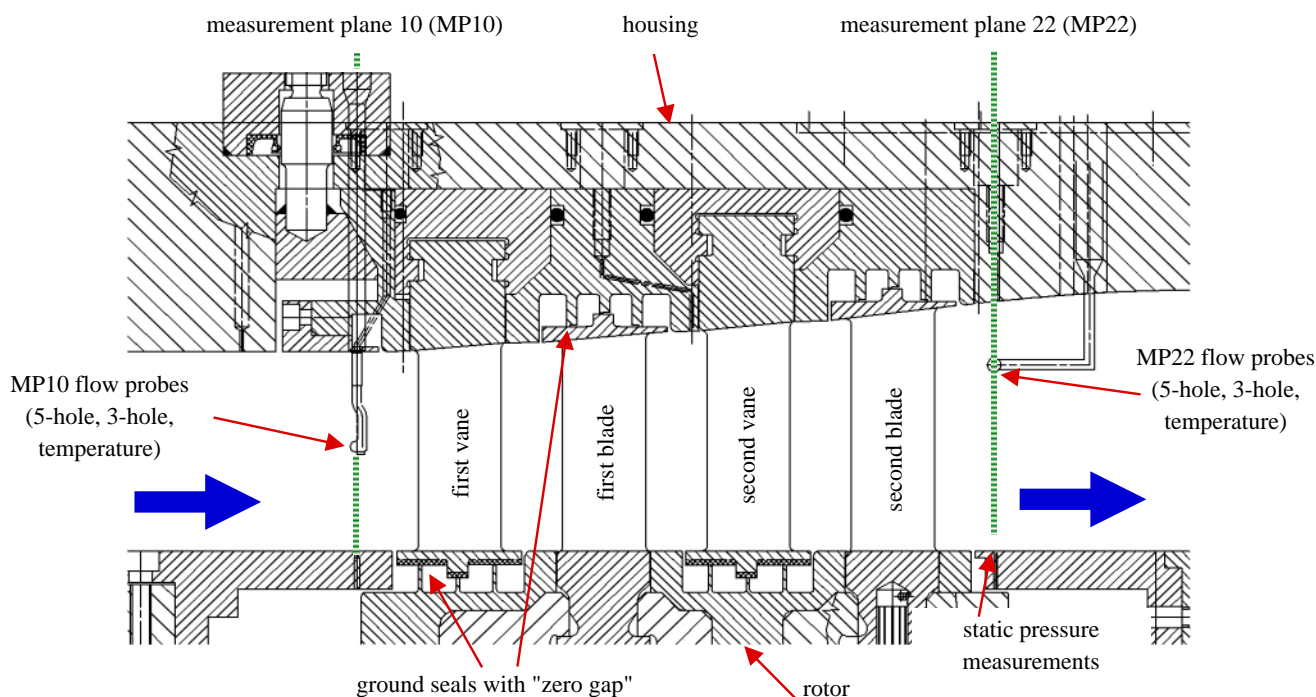 measurement plane 10 (MP10)
housing
measurement plane 22 (MP22)
MP10 flow probes
(5-hole, 3-hole,
temperature)
MP22 flow probes
(5-hole, 3-hole,
temperature)
first vane
first blade
second vane
second blade
static pressure
measurements
ground seals with "zero gap"
rotor